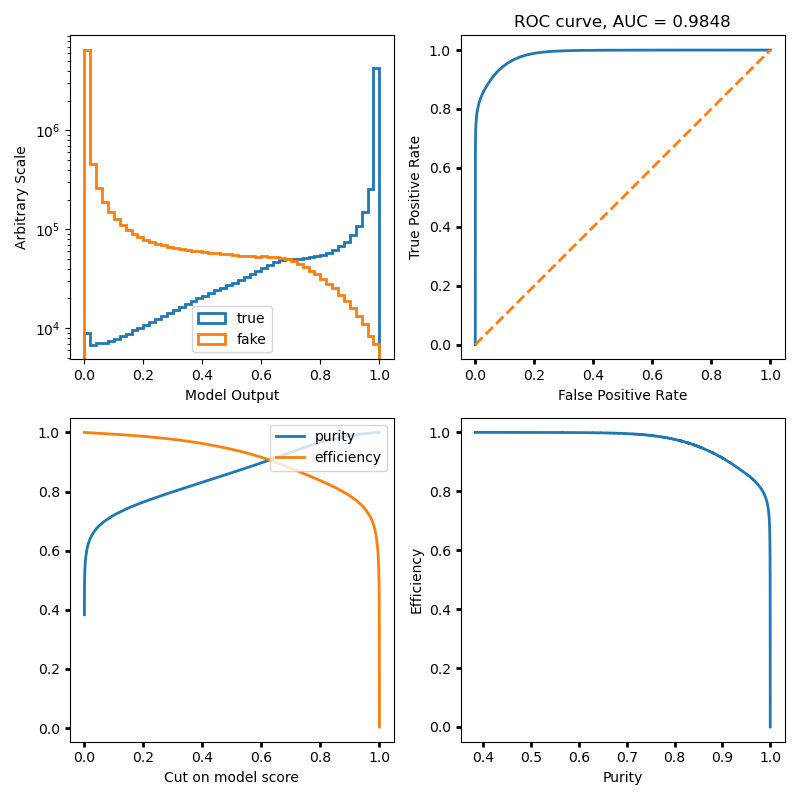 ROC curve, AUC = 0.9848
10^6
10^5
10^4
Arbitrary Scale
true
fake
0.0 0.2 0.4 0.6 0.8 1.0
Model Output
1.0
0.8
0.6
0.4
0.2
0.0
True Positive Rate
0.0 0.2 0.4 0.6 0.8 1.0
False Positive Rate
1.0
0.8
0.6
0.4
0.2
0.0
purity
efficiency
0.0 0.2 0.4 0.6 0.8 1.0
Cut on model score
1.0
0.8
0.6
0.4
0.2
0.0
Efficiency
0.4 0.5 0.6 0.7 0.8 0.9 1.0
Purity